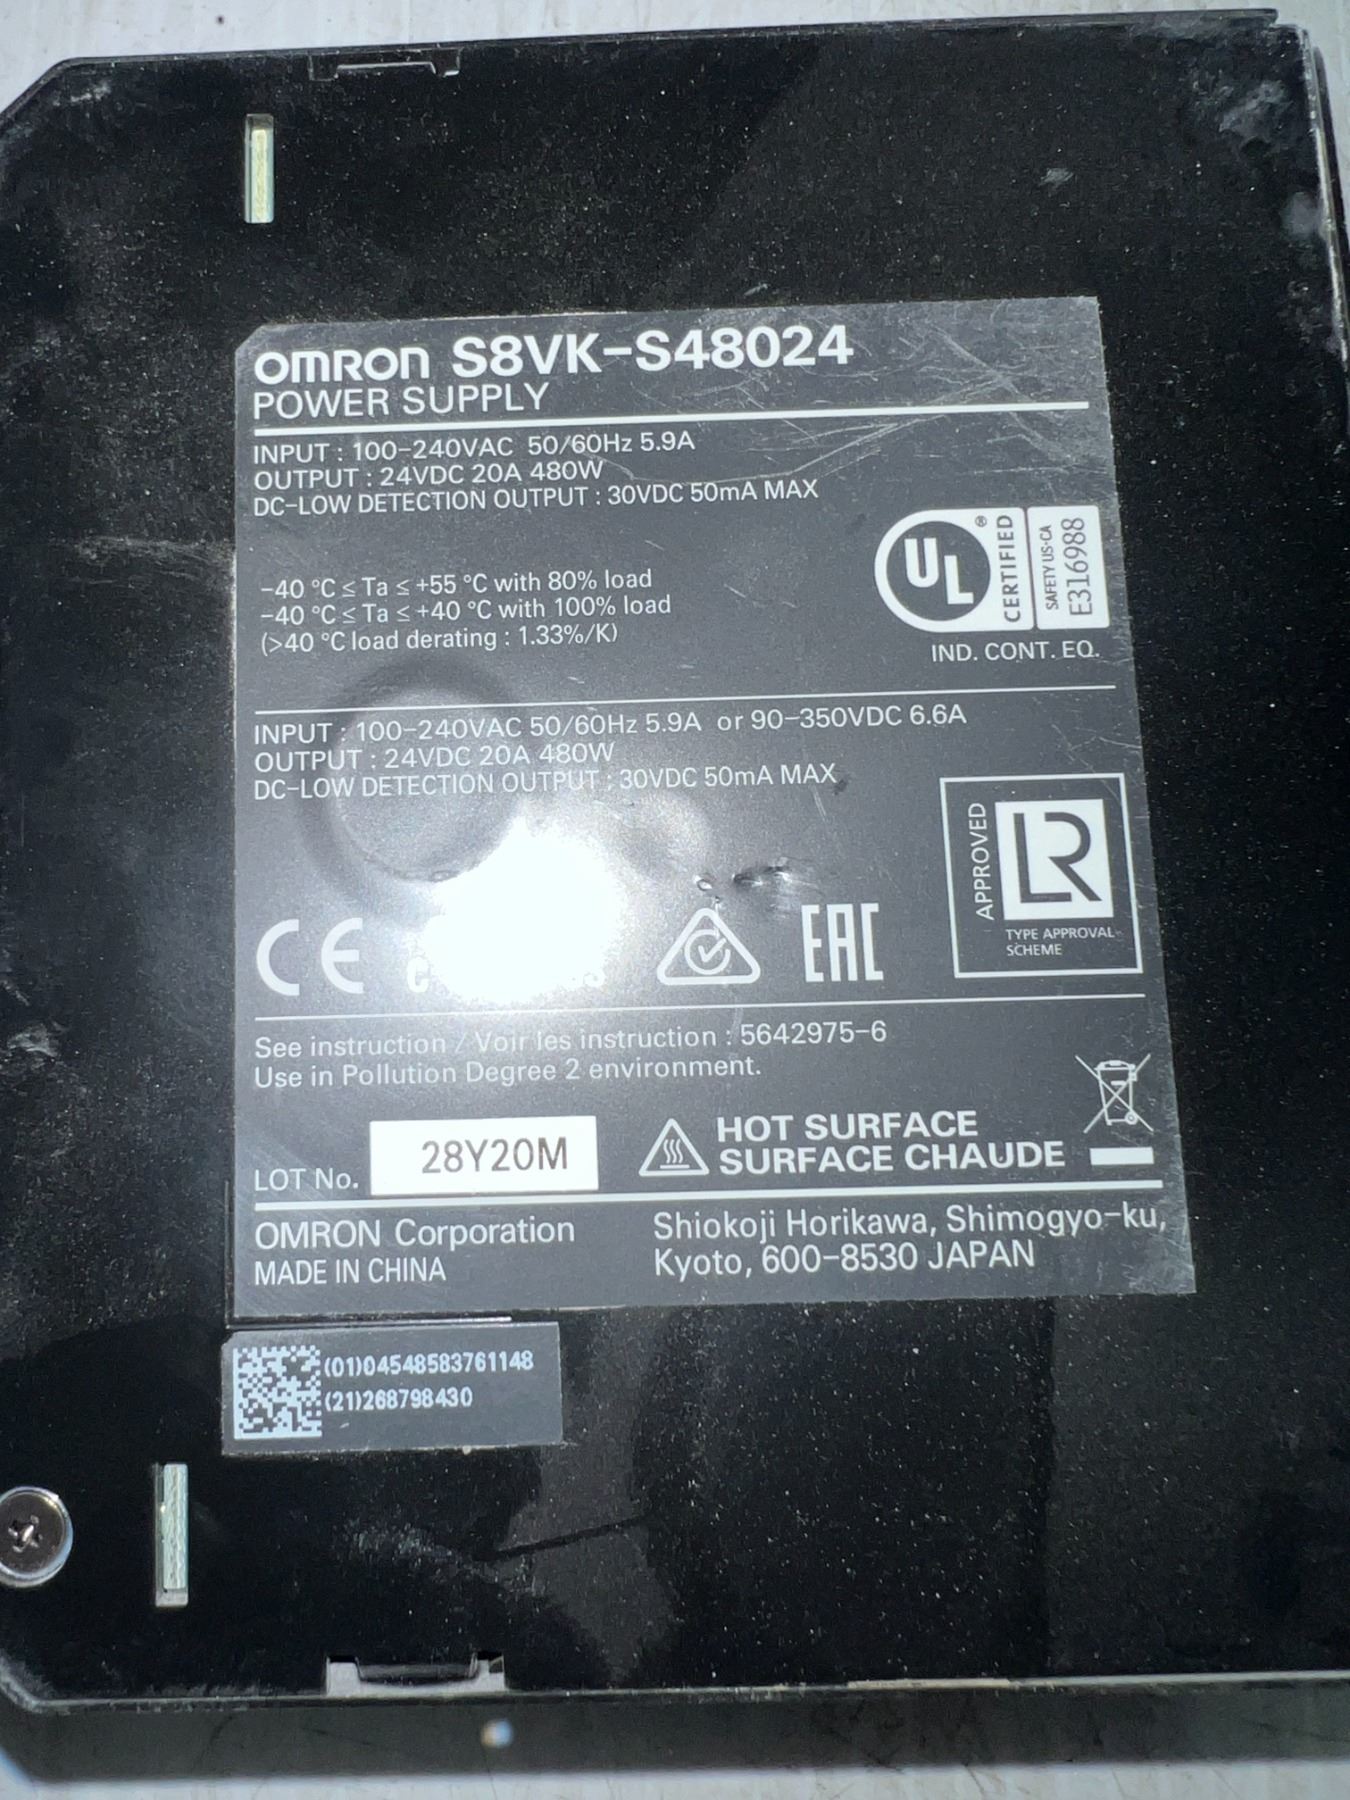 OMRON S8VK-S48024
POWER SUPPLY
INPUT : 100-240VAC 50/60Hz 5.9A
OUTPUT : 24VDC 20A 480W
DC-LOW DETECTION OUTPUT : 30VDC 50mA MAX
-40 °C ≤ Ta ≤ +55 °C with 80% load
-40 °C ≤ Ta ≤ +40 °C with 100% load
(>40 °C load derating : 1.33%/K)
UL ®
CERTIFIED
SAFETY US-CA
E316988
IND. CONT. EQ.
INPUT : 100-240VAC 50/60Hz 5.9A or 90-350VDC 6.6A
OUTPUT : 24VDC 20A 480W
DC-LOW DETECTION OUTPUT : 30VDC 50mA MAX
APPROVED
LR
TYPE APPROVAL
SCHEME
CE
EAC
See instruction / Voir les instruction : 5642975-6
Use in Pollution Degree 2 environment.
LOT No. 28Y20M
HOT SURFACE
SURFACE CHAUDE
OMRON Corporation
MADE IN CHINA
Shiokoji Horikawa, Shimogyo-ku,
Kyoto, 600-8530 JAPAN
(01)04548583761148
(21)268798430